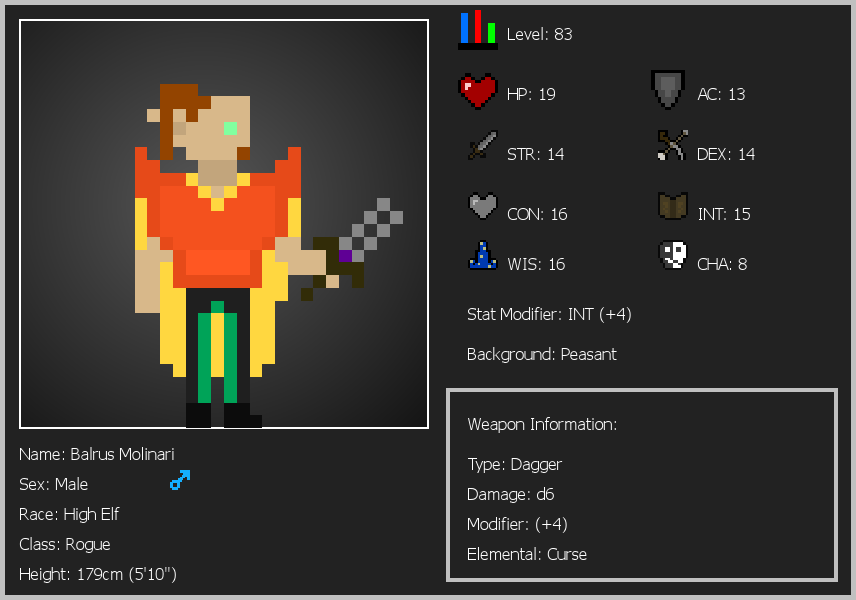 Level: 83
HP: 19
AC: 13
STR: 14
DEX: 14
CON: 16
INT: 15
WIS: 16
CHA: 8
Stat Modifier: INT (+4)
Background: Peasant
Weapon Information:
Type: Dagger
Damage: d6
Modifier: (+4)
Elemental: Curse
Name: Balrus Molinari
Sex: Male
Race: High Elf
Class: Rogue
Height: 179cm (5'10")